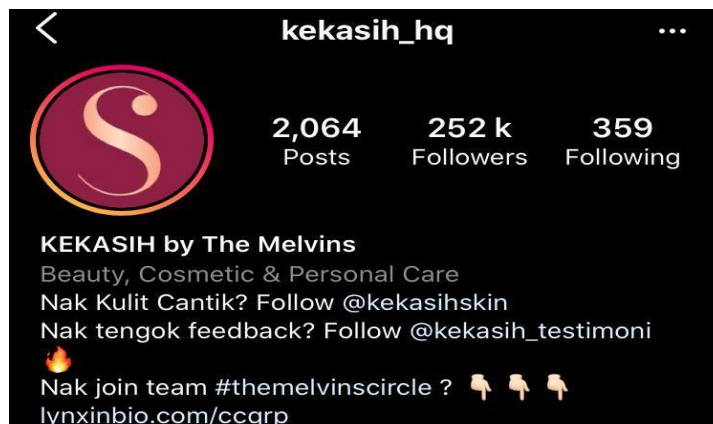 kekasih_hq
2,064 252 k 359
Posts Followers Following
S
KEKASIH by The Melvins
Beauty, Cosmetic & Personal Care
Nak Kulit Cantik? Follow @kekasihskin
Nak tengok feedback? Follow @kekasih_testimoni
🔥
Nak join team #themelvinscircle ? 👇🏻 👇🏻 👇🏻
lynxinbio.com/ccgrp